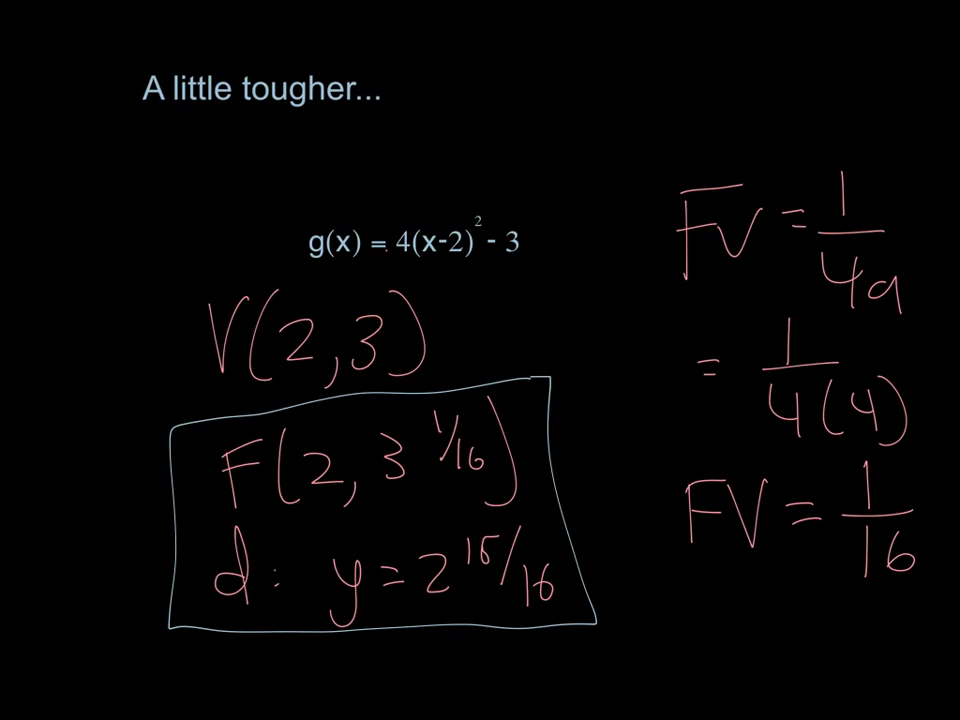 A little tougher...
g(x) = 4(x-2)² - 3
V(2,3)
F(2, 3 1/16)
d: y = 2 15/16
FV = 1/4a
= 1/4(4)
FV = 1/16